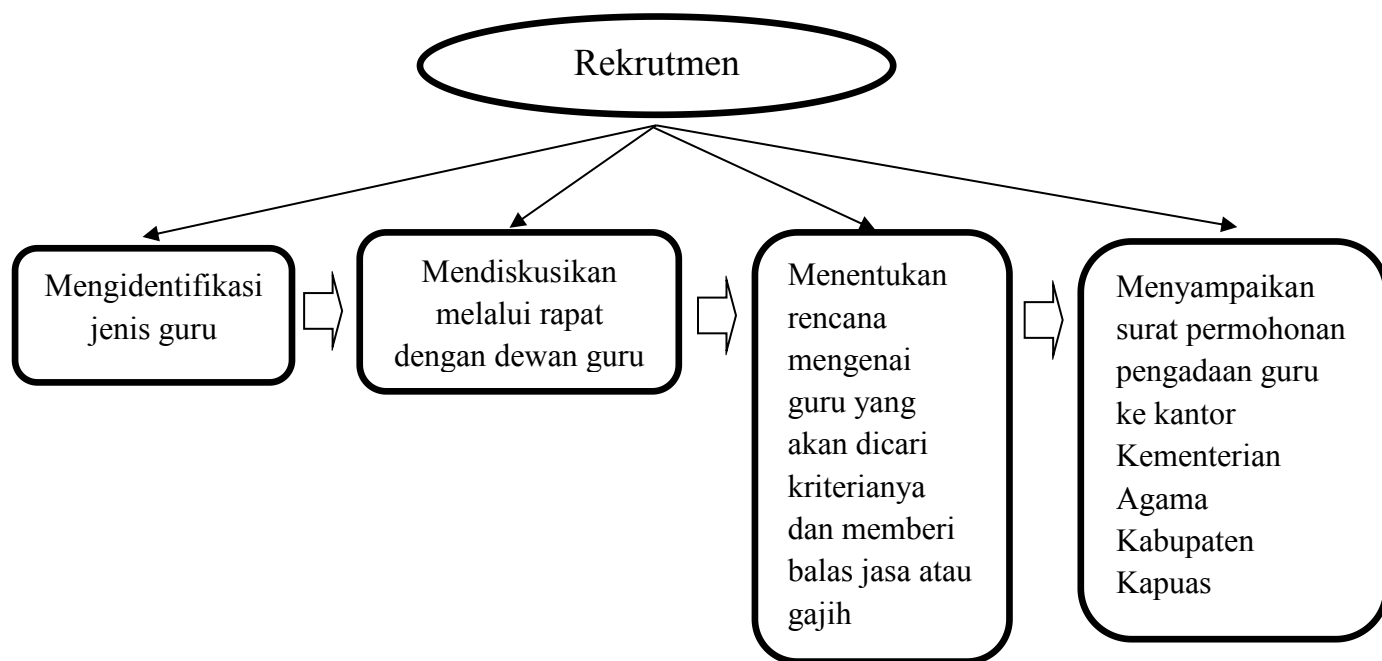 Rekrutmen
Mengidentifikasi
jenis guru
Mendiskusikan
melalui rapat
dengan dewan guru
Menentukan
rencana
mengenai
guru yang
akan dicari
kriterianya
dan memberi
balas jasa atau
gajih
Menyampaikan
surat permohonan
pengadaan guru
ke kantor
Kementerian
Agama
Kabupaten
Kapuas